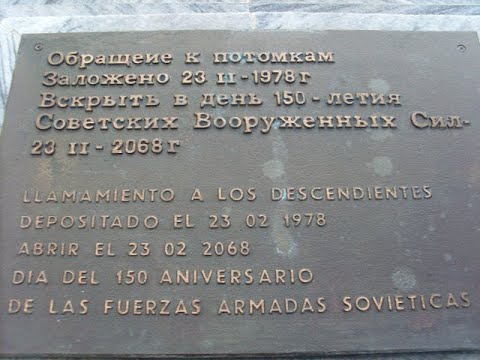 Обращеие к потомкам
Заложено 23 II-1978 г
Вскрыть в день 150-летия
Советских Вооруженных Сил-
23 II-2068 г
LLAMAMIENTO A LOS DESCENDIENTES
DEPOSITADO EL 23 02 1978
ABRIR EL 23 02 2068
DIA DEL 150 ANIVERSARIO
DE LAS FUERZAS ARMADAS SOVIETICAS